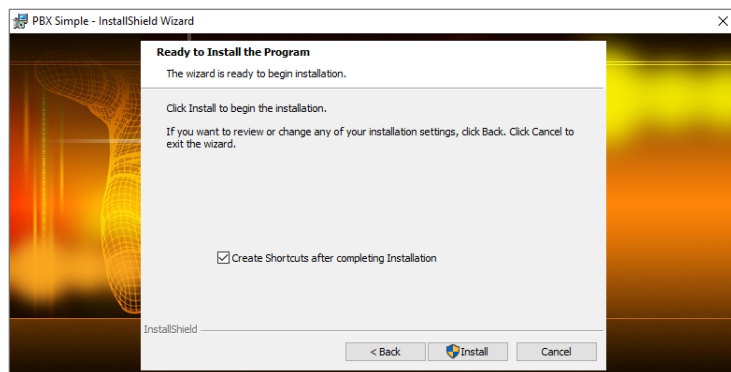 PBX Simple - InstallShield Wizard
Ready to Install the Program
The wizard is ready to begin installation.
Click Install to begin the installation.
If you want to review or change any of your installation settings, click Back. Click Cancel to
exit the wizard.
Create Shortcuts after completing Installation
InstallShield
< Back
Install
Cancel